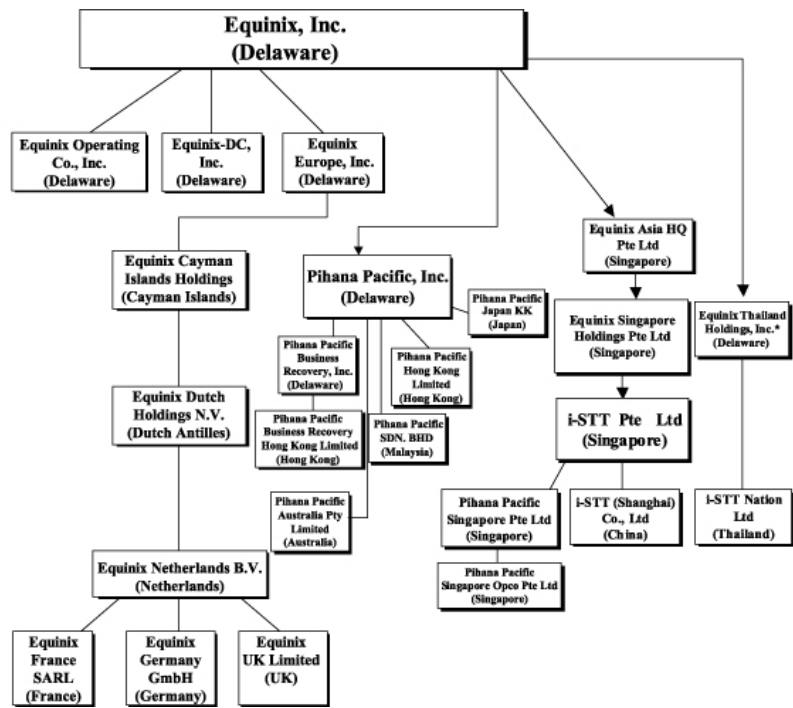 Equinix, Inc.
(Delaware)
Equinix Operating
Co., Inc.
(Delaware)
Equinix-DC,
Inc.
(Delaware)
Equinix
Europe, Inc.
(Delaware)
Equinix Asia HQ
Pte Ltd
(Singapore)
Equinix Cayman
Islands Holdings
(Cayman Islands)
Pihana Pacific, Inc.
(Delaware)
Pihana Pacific
Japan KK
(Japan)
Equinix Singapore
Holdings Pte Ltd
(Singapore)
Equinix Thailand
Holdings, Inc.*
(Delaware)
Pihana Pacific
Business
Recovery, Inc.
(Delaware)
Pihana Pacific
Hong Kong
Limited
(Hong Kong)
Equinix Dutch
Holdings N.V.
(Dutch Antilles)
Pihana Pacific
Business Recovery
Hong Kong Limited
(Hong Kong)
Pihana Pacific
SDN. BHD
(Malaysia)
i-STT Pte Ltd
(Singapore)
Pihana Pacific
Australia Pty
Limited
(Australia)
Pihana Pacific
Singapore Pte Ltd
(Singapore)
i-STT (Shanghai)
Co., Ltd
(China)
i-STT Nation
Ltd
(Thailand)
Equinix Netherlands B.V.
(Netherlands)
Pihana Pacific
Singapore Opco Pte Ltd
(Singapore)
Equinix
France
SARL
(France)
Equinix
Germany
GmbH
(Germany)
Equinix
UK Limited
(UK)